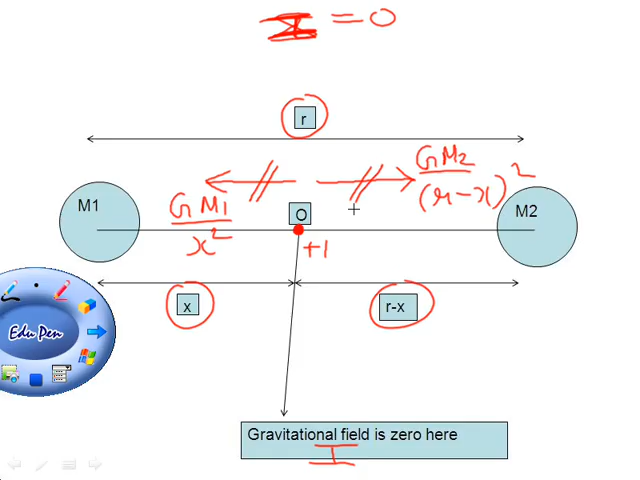 I = 0
r
GM2
(r-x)²
M1
GM1
x²
O
M2
+1
x
r-x
Edu Pen
Gravitational field is zero here
I